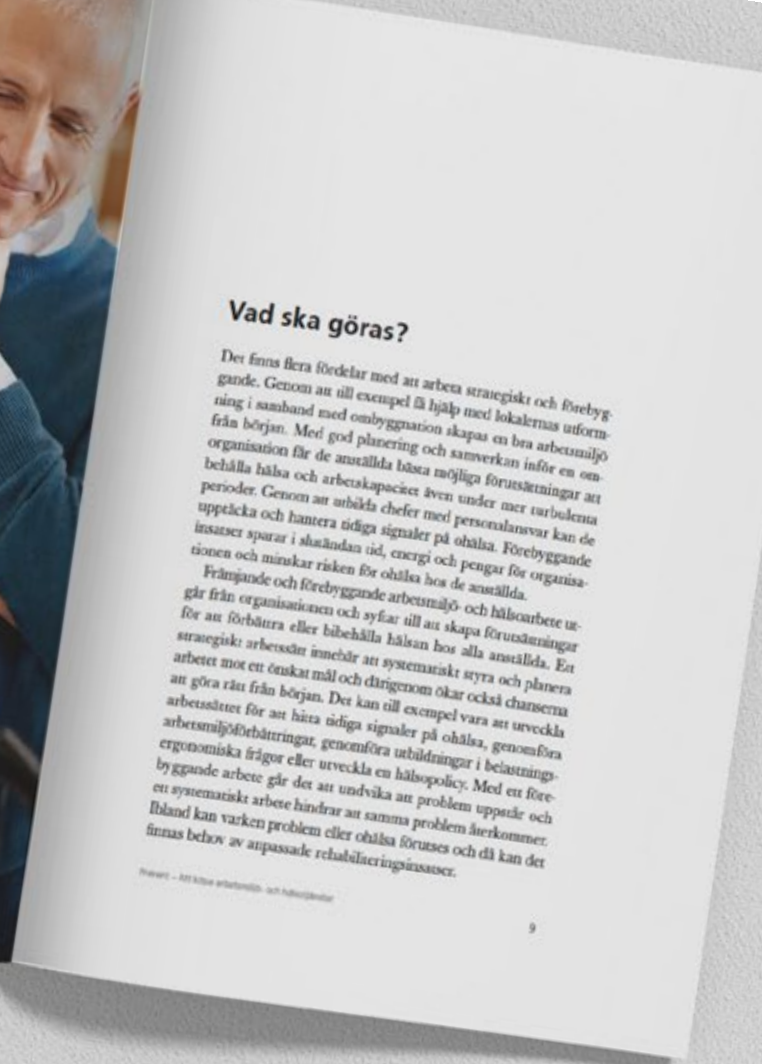 Vad ska göras?
Det finns flera fördelar med att arbeta strategiskt och förebyg-
gande. Genom att till exempel få hjälp med lokalernas utform-
ning i samband med ombyggnation skapas en bra arbetsmiljö
från början. Med god planering och samverkan inför en om-
organisation får de anställda bästa möjliga förutsättningar att
behålla hälsa och arbetskapacitet även under mer turbulenta
perioder. Genom att utbilda chefer med personalansvar kan de
upptäcka och hantera tidiga signaler på ohälsa. Förebyggande
insatser sparar i slutändan tid, energi och pengar för organisa-
tionen och minskar risken för ohälsa hos de anställda.
Främjande och förebyggande arbetsmiljö- och hälsoarbete ut-
går från organisationen och syftar till att skapa förutsättningar
för att förbättra eller bibehålla hälsan hos alla anställda. Ett
strategiskt arbetssätt innebär att systematiskt styra och planera
arbetet mot ett önskat mål och därigenom ökar också chanserna
att göra rätt från början. Det kan till exempel vara att utveckla
arbetssättet för att hitta tidiga signaler på ohälsa, genomföra
arbetsmiljöförbättringar, genomföra utbildningar i belastnings-
ergonomiska frågor eller utveckla en hälsopolicy. Med ett före-
byggande arbete går det att undvika att problem uppstår och
ett systematiskt arbete hindrar att samma problem återkommer.
Ibland kan varken problem eller ohälsa förutses och då kan det
finnas behov av anpassade rehabiliteringsinsatser.
Prevent – Att köpa arbetsmiljö- och hälsotjänster
9